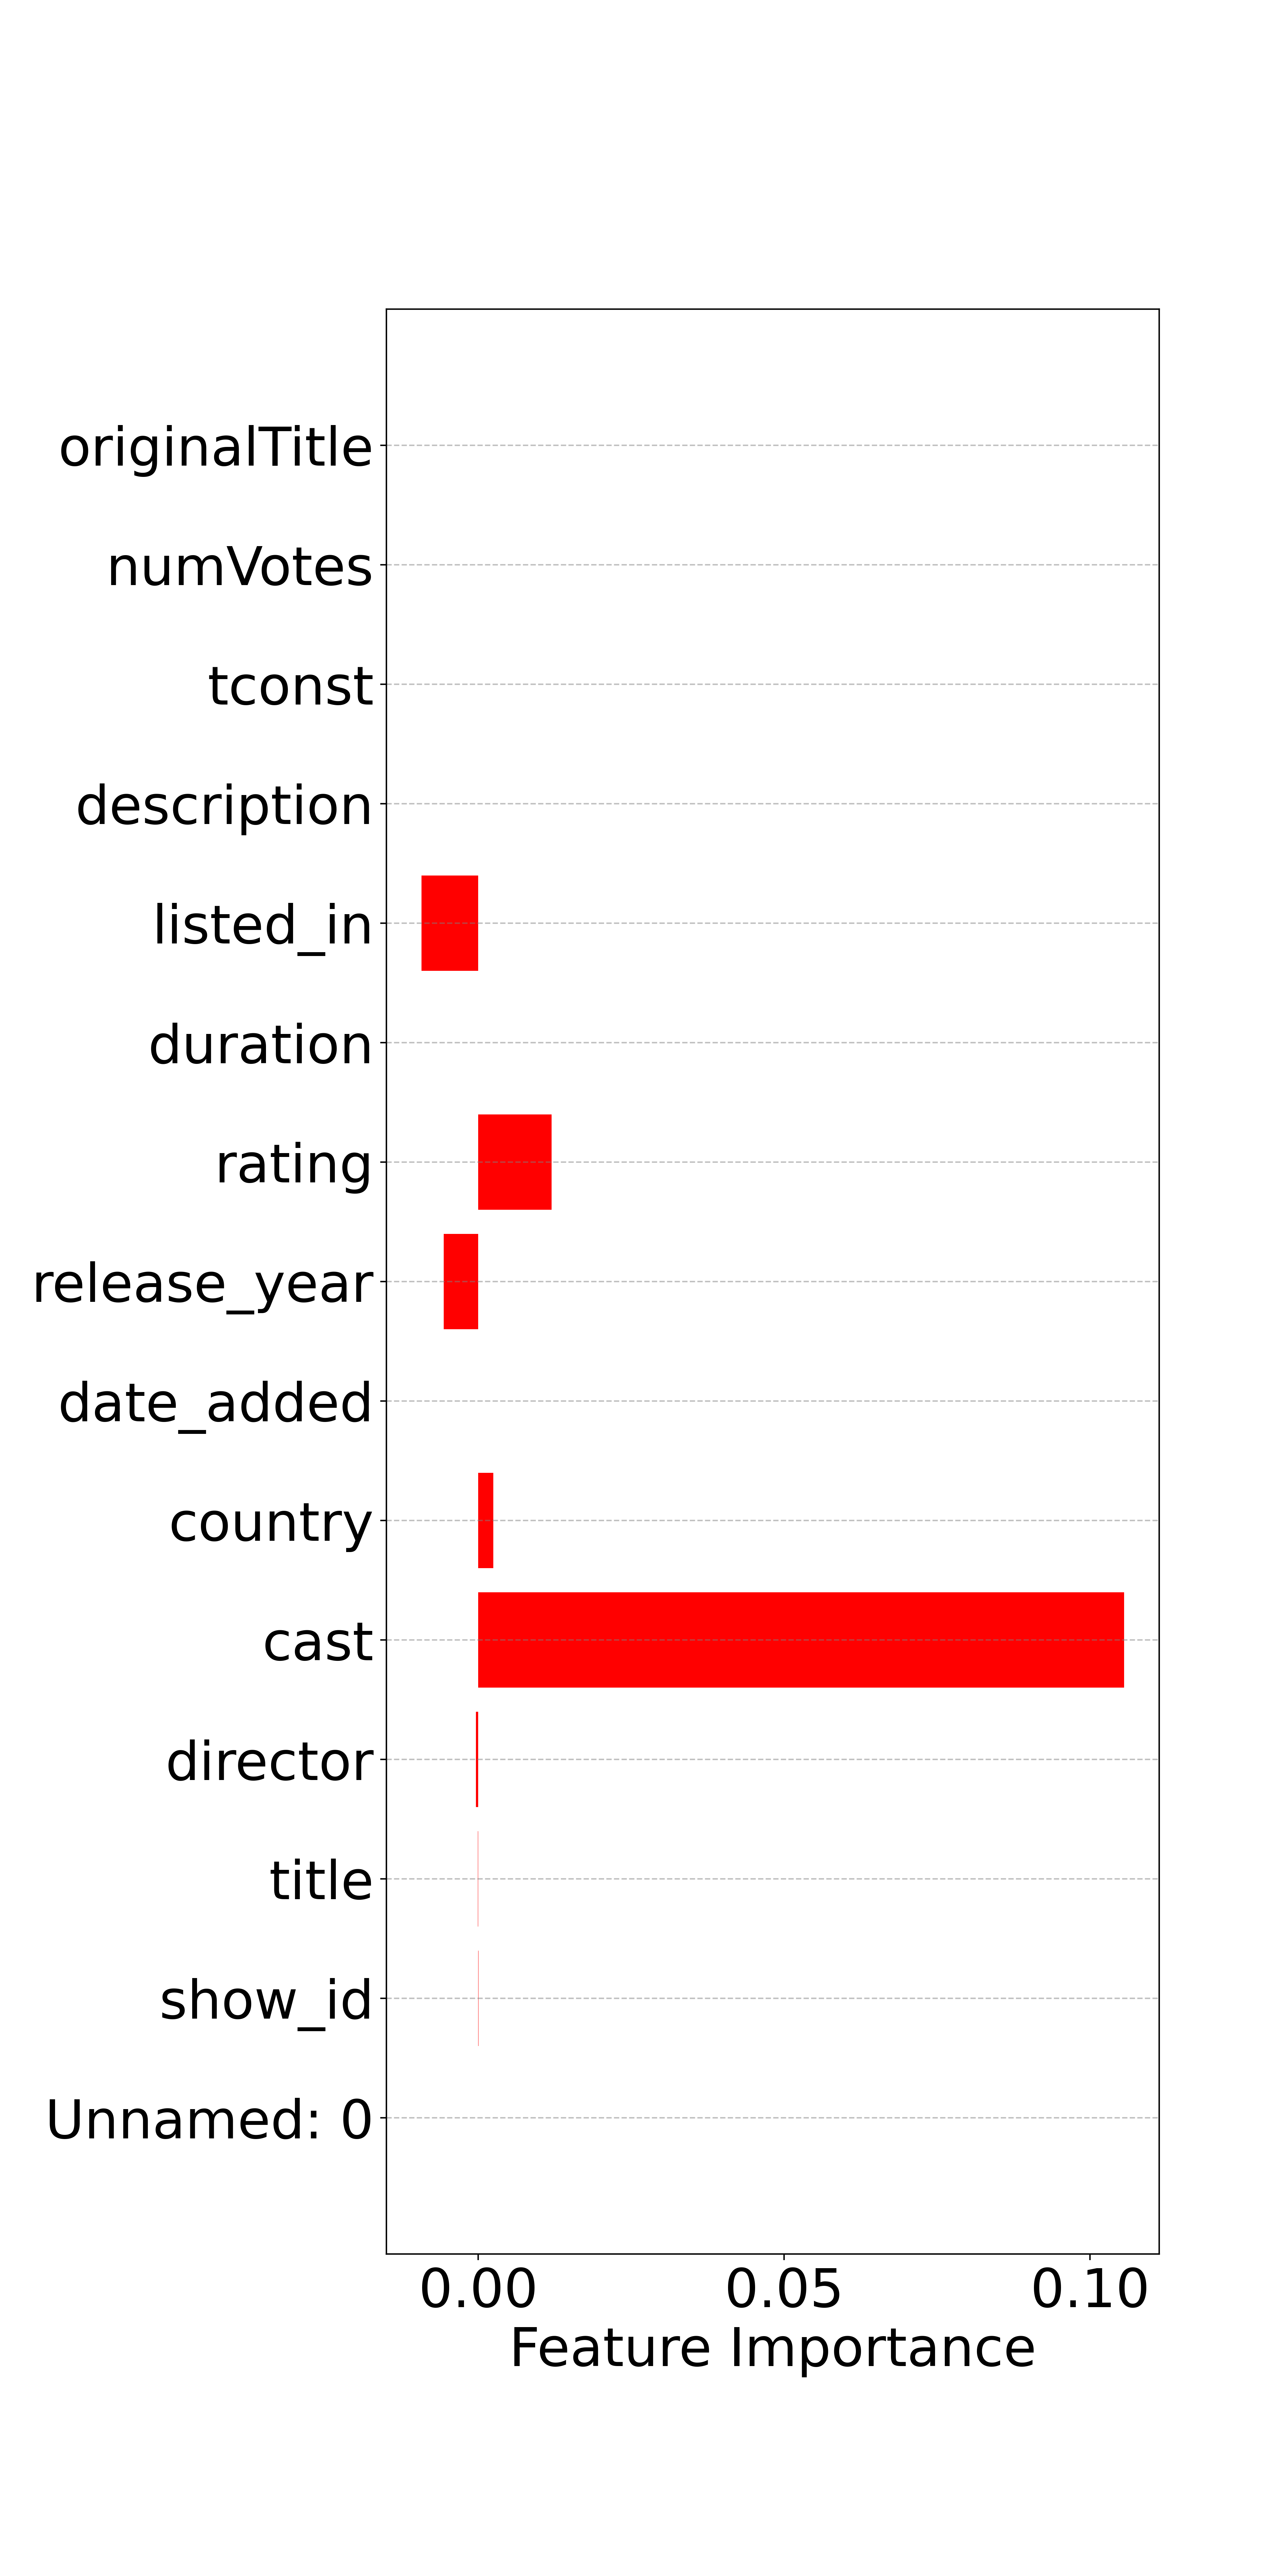 originalTitle
numVotes
tconst
description
listed_in
duration
rating
release_year
date_added
country
cast
director
title
show_id
Unnamed: 0
0.00 0.05 0.10
Feature Importance